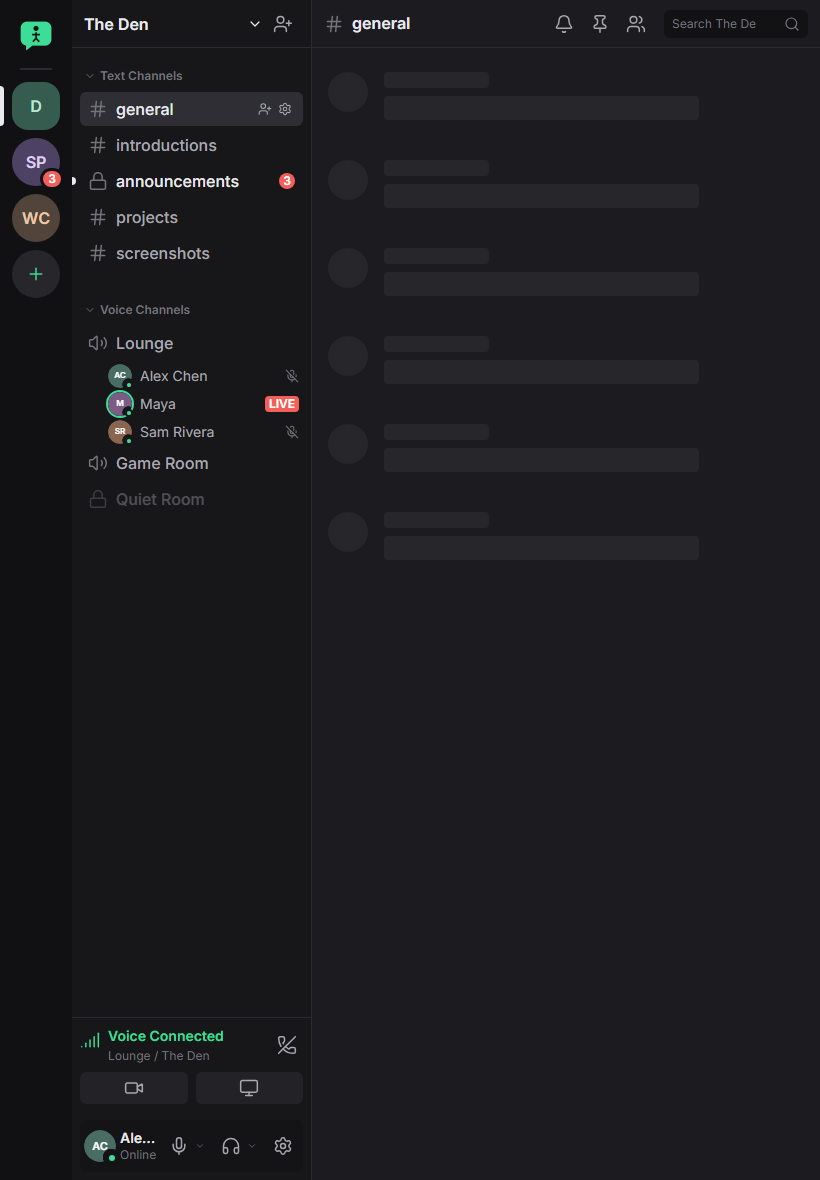 The Den
general
Search The De
Text Channels
general
introductions
announcements
3
projects
screenshots
D
SP
3
WC
Voice Channels
Lounge
AC
Alex Chen
M
Maya
LIVE
SR
Sam Rivera
Game Room
Quiet Room
Voice Connected
Lounge / The Den
AC
Ale...
Online